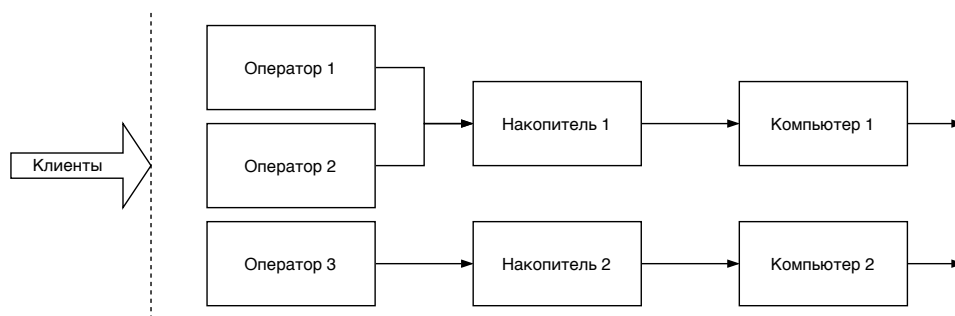 Оператор 1
Накопитель 1
Компьютер 1
Клиенты
Оператор 2
Оператор 3
Накопитель 2
Компьютер 2